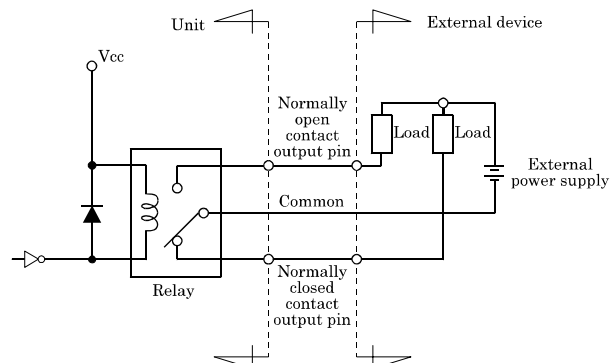 Unit
External device
Vcc
Normally
open
contact
output pin
Load
Load
External
power supply
Common
Relay
Normally
closed
contact
output pin